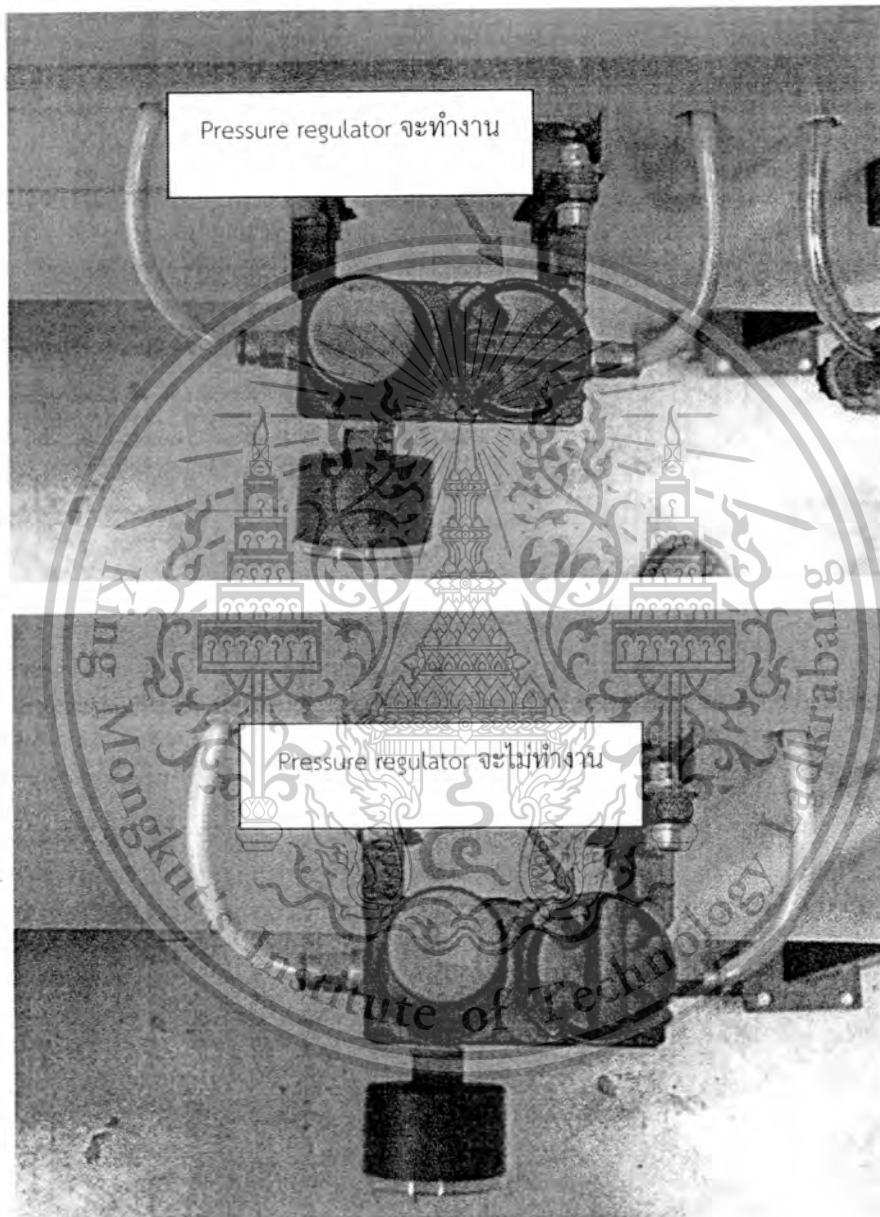 Pressure regulator จะทำงาน
Pressure regulator จะไม่ทำงาน
King Mongkut's Institute of Technology Ladkrabang